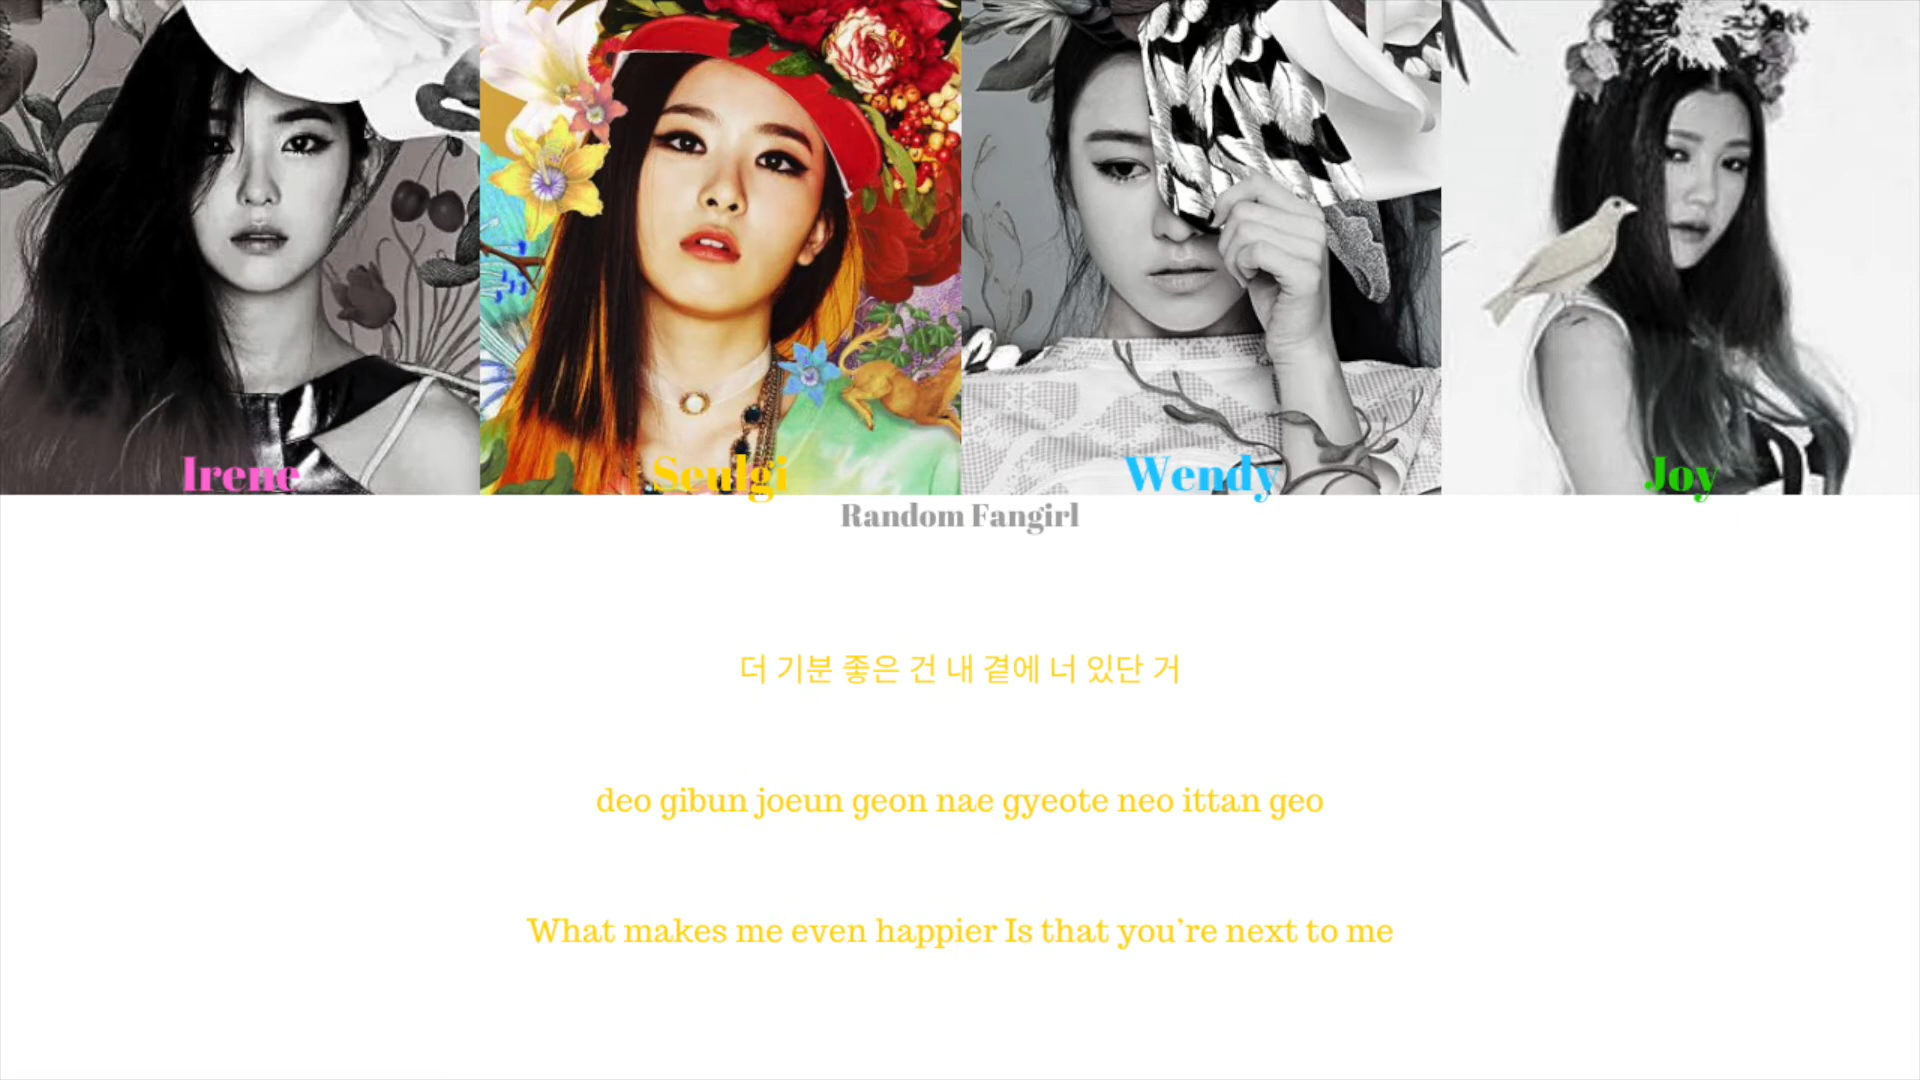 Irene
Seulgi
Wendy
Joy
Random Fangirl
더 기분 좋은 건 내 곁에 너 있단 거
deo gibun joeun geon nae gyeote neo ittan geo
What makes me even happier Is that you’re next to me